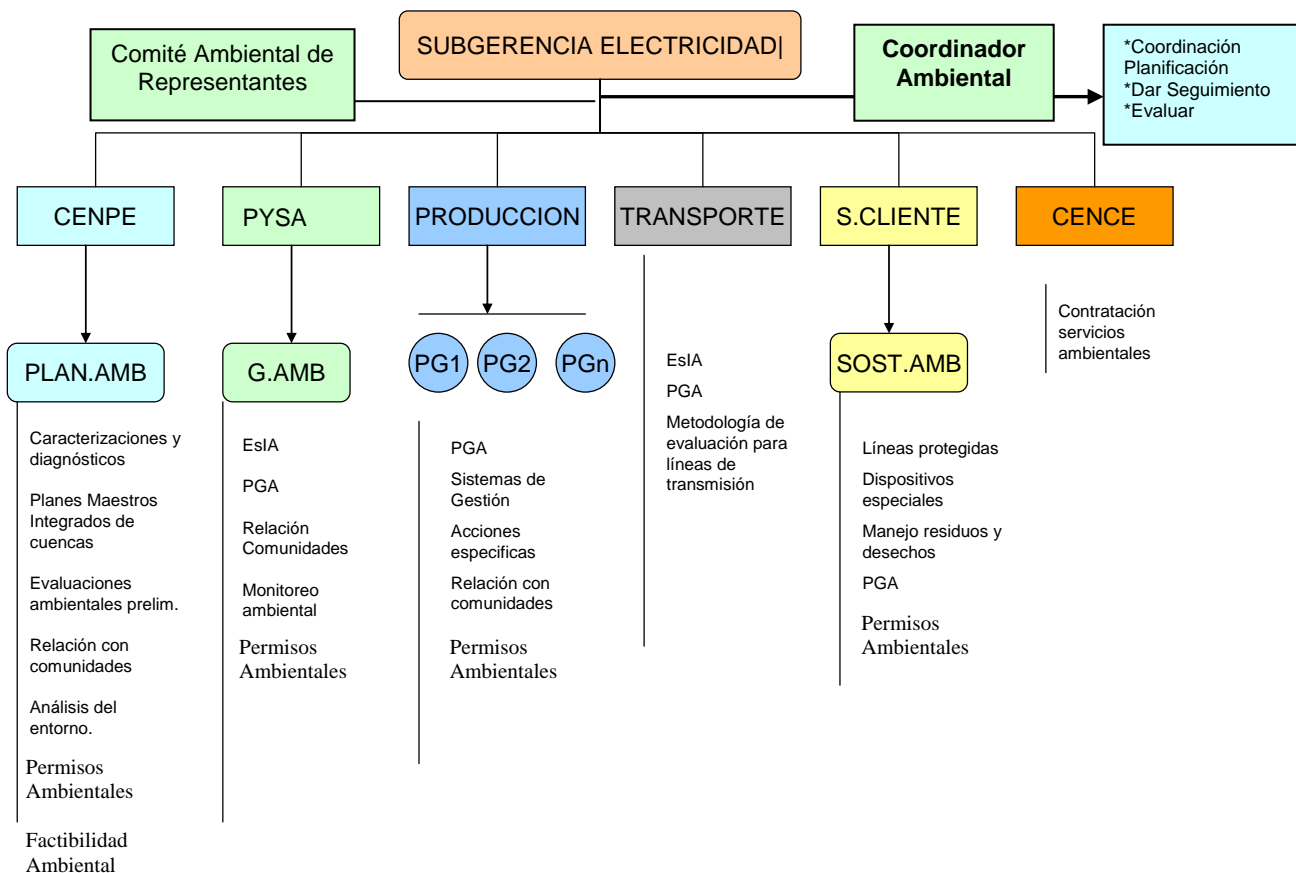 Comité Ambiental de
Representantes
SUBGERENCIA ELECTRICIDAD|
Coordinador
Ambiental
*Coordinación
Planificación
*Dar Seguimiento
*Evaluar
CENPE
PYSA
PRODUCCION
TRANSPORTE
S.CLIENTE
CENCE
PLAN.AMB
Caracterizaciones y
diagnósticos
Planes Maestros
Integrados de
cuencas
Evaluaciones
ambientales prelim.
Relación con
comunidades
Análisis del
entorno.
Permisos
Ambientales
Factibilidad
Ambiental
G.AMB
EsIA
PGA
Relación
Comunidades
Monitoreo
ambiental
Permisos
Ambientales
PG1
PG2
PGn
PGA
Sistemas de
Gestión
Acciones
especificas
Relación con
comunidades
Permisos
Ambientales
EsIA
PGA
Metodología de
evaluación para
líneas de
transmisión
SOST.AMB
Líneas protegidas
Dispositivos
especiales
Manejo residuos y
desechos
PGA
Permisos
Ambientales
Contratación
servicios
ambientales